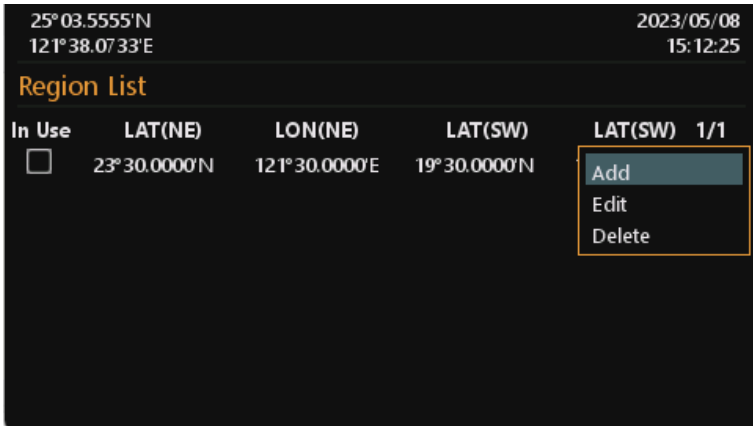 25°03.5555'N 2023/05/08
121°38.0733'E 15:12:25
Region List
In Use LAT(NE) LON(NE) LAT(SW) LAT(SW) 1/1
23°30.0000'N 121°30.0000'E 19°30.0000'N
Add
Edit
Delete